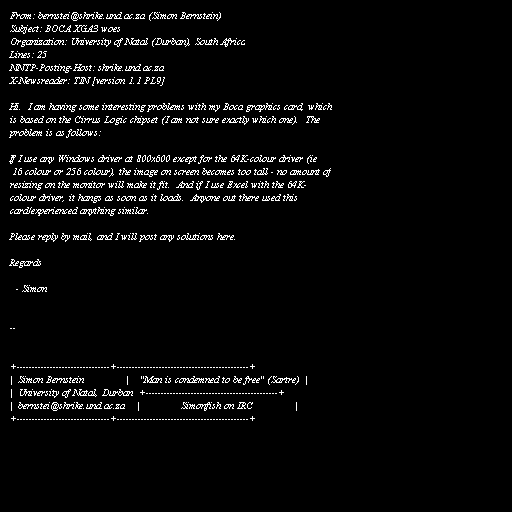 From: bernstei@shrike.und.ac.za (Simon Bernstein)
Subject: BOCA XGA3 woes
Organization: University of Natal (Durban), South Africa
Lines: 25
NNTP-Posting-Host: shrike.und.ac.za
X-Newsreader: TIN [version 1.1 PL9]

Hi.  I am having some interesting problems with my Boca graphics card, which
is based on the Cirrus Logic chipset (I am not sure exactly which one).  The
problem is as follows:

If I use any Windows driver at 800x600 except for the 64K-colour driver (ie
 16 colour or 256 colour), the image on screen becomes too tall - no amount of
resizing on the monitor will make it fit.  And if I use Excel with the 64K-
colour driver, it hangs as soon as it loads.  Anyone out there used this
card/experienced anything similar.

Please reply by mail, and I will post any solutions here.

Regards

  - Simon

--

+-------------------------------+--------------------------------------------+
|  Simon Bernstein              |   "Man is condemned to be free" (Sartre)  |
|  University of Natal, Durban  +--------------------------------------------+
|  bernstei@shrike.und.ac.za    |              Simonfish on IRC              |
+-------------------------------+--------------------------------------------+